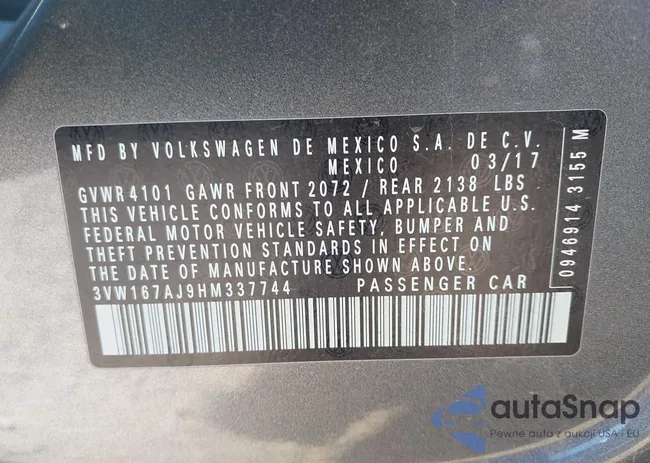 MFD BY VOLKSWAGEN DE MEXICO S.A. DE C.V.
MEXICO 03/17
GVWR4101 GAWR FRONT 2072 / REAR 2138 LBS
THIS VEHICLE CONFORMS TO ALL APPLICABLE U.S.
FEDERAL MOTOR VEHICLE SAFETY, BUMPER AND
THEFT PREVENTION STANDARDS IN EFFECT ON
THE DATE OF MANUFACTURE SHOWN ABOVE.
3VW167AJ9HM337744 PASSENGER CAR
0946914 3155 M
autaSnap
Pewne auto z aukcji USA i EU